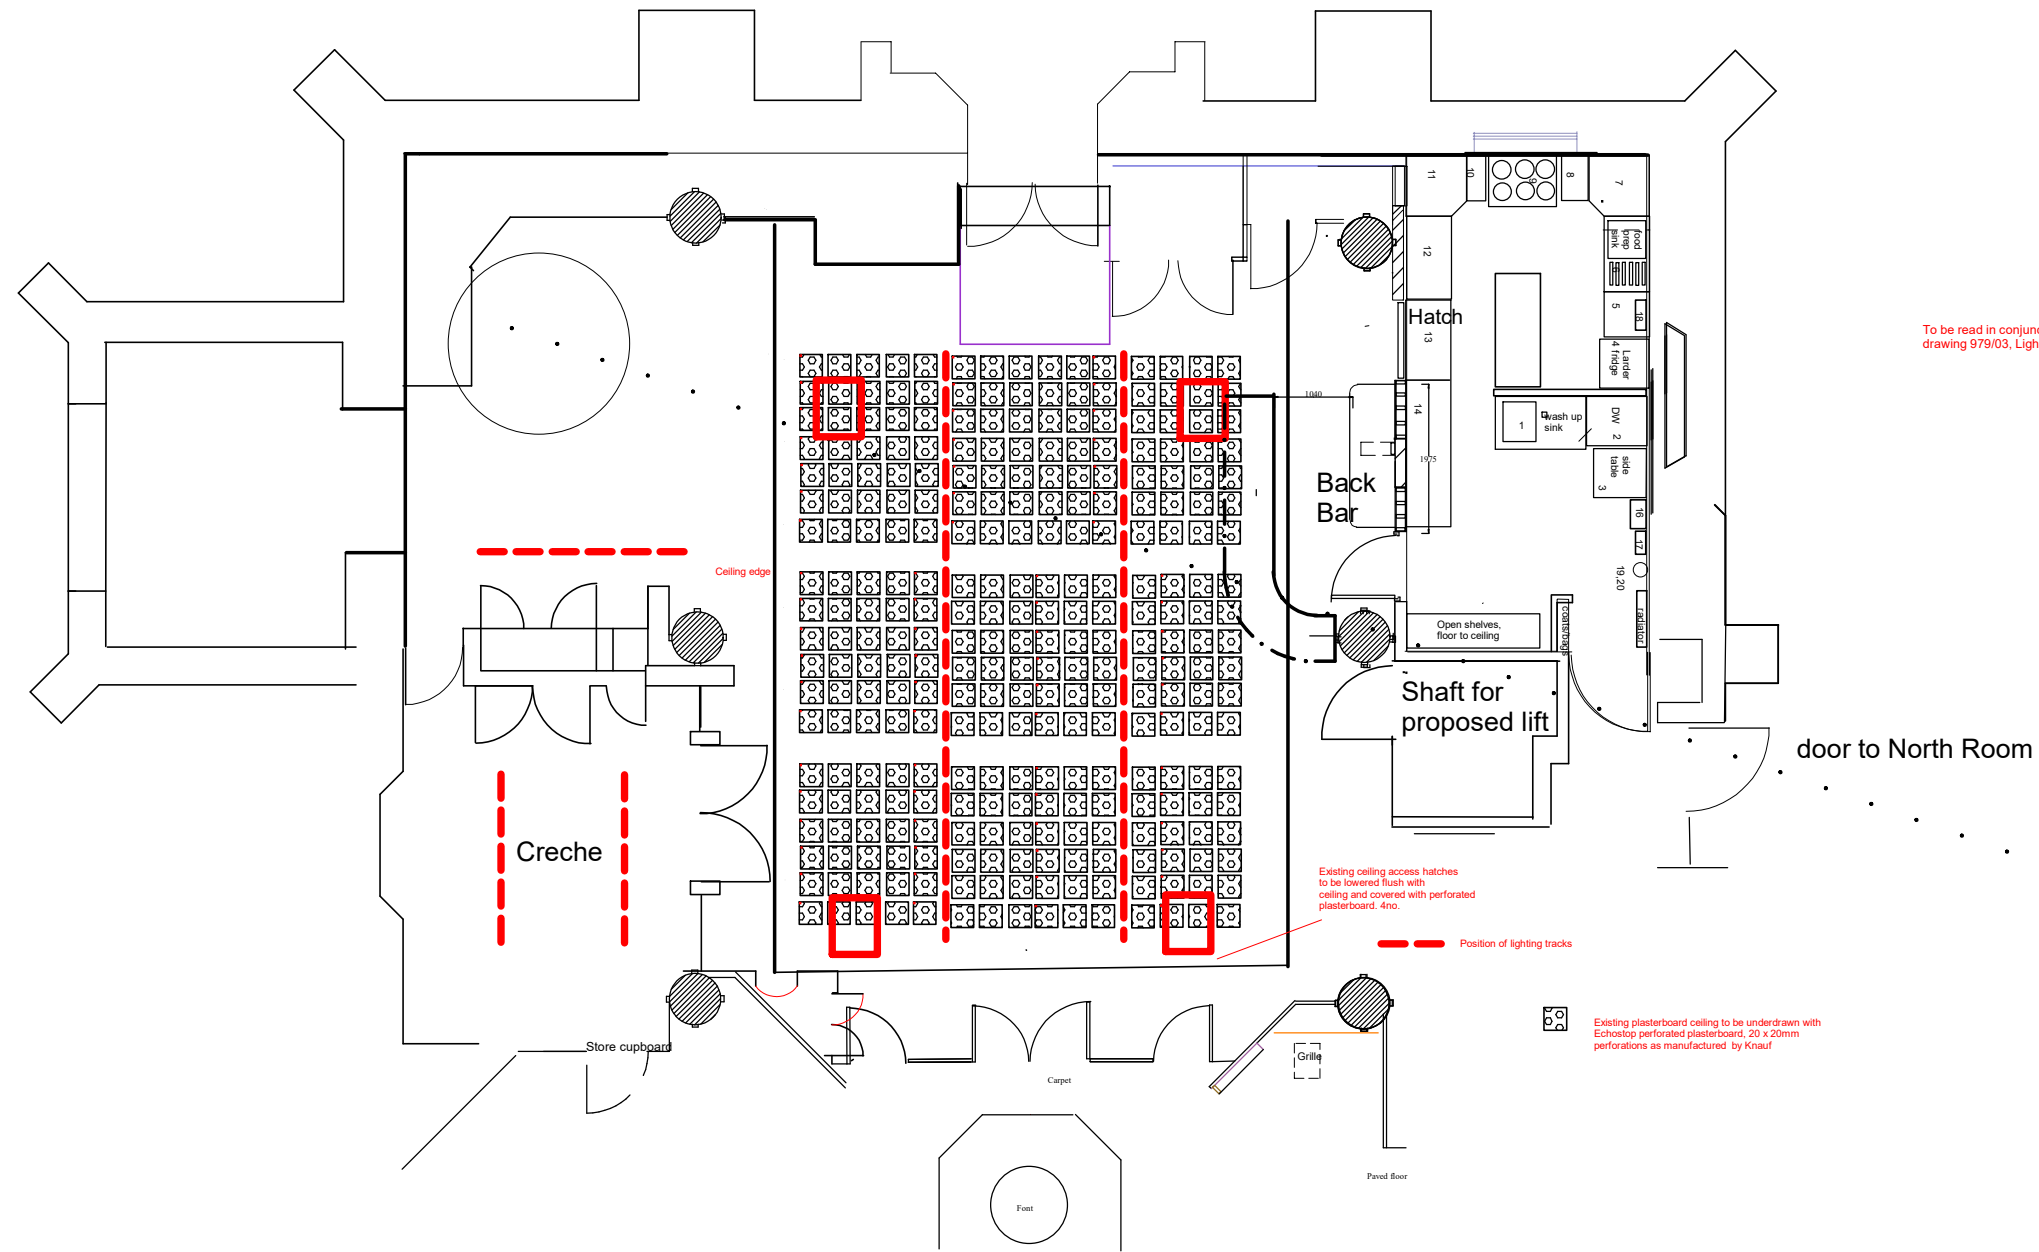 11
10
9
8
7
12
food
prep
sink
6
Hatch
13
5
18
To be read in conjunc
drawing 979/03, Ligh
Larder
4 fridge
1040
14
1
wash up
sink
DW
2
1975
side
table
3
Back
Bar
16
17
Ceiling edge
19,20
radiator
coats/bags
Open shelves,
floor to ceiling
Shaft for
proposed lift
door to North Room
Creche
Existing ceiling access hatches
to be lowered flush with
ceiling and covered with perforated
plasterboard. 4no.
Position of lighting tracks
Existing plasterboard ceiling to be underdrawn with
Echostop perforated plasterboard, 20 x 20mm
perforations as manufactured by Knauf
Store cupboard
Grille
Carpet
Paved floor
Font